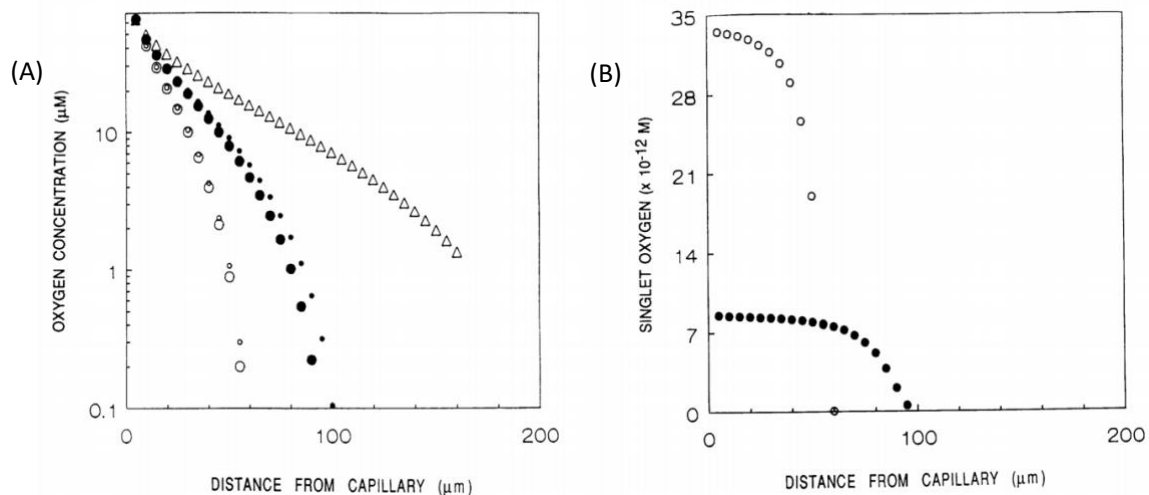 (A)
OXYGEN CONCENTRATION (μM)
10
1
0.1
0
100
200
DISTANCE FROM CAPILLARY (μm)
(B)
SINGLET OXYGEN (x 10-12 M)
35
28
21
14
7
0
0
100
200
DISTANCE FROM CAPILLARY (μm)